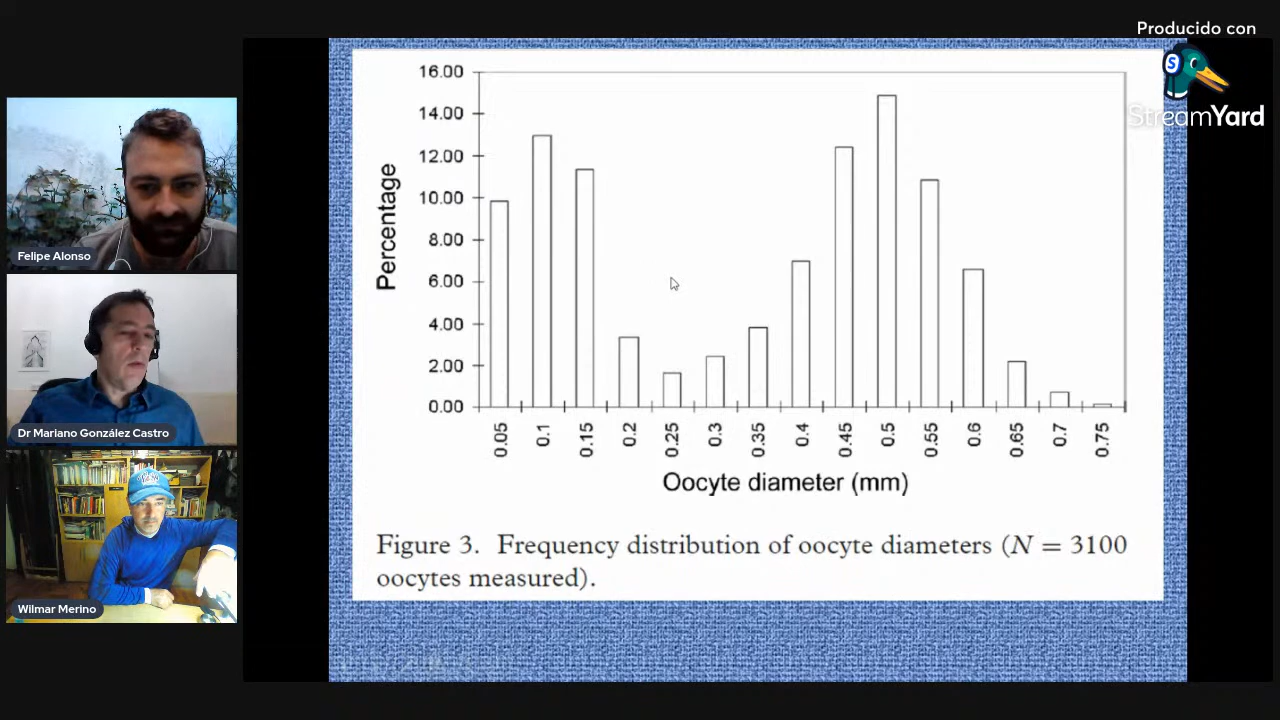 Producido con
StreamYard
Felipe Alonso
Dr Mariano González Castro
Wilmar Merino
16.00
14.00
12.00
10.00
8.00
6.00
4.00
2.00
0.00
Percentage
0.05 0.1 0.15 0.2 0.25 0.3 0.35 0.4 0.45 0.5 0.55 0.6 0.65 0.7 0.75
Oocyte diameter (mm)
Figure 3. Frequency distribution of oocyte diameters (N = 3100
oocytes measured).